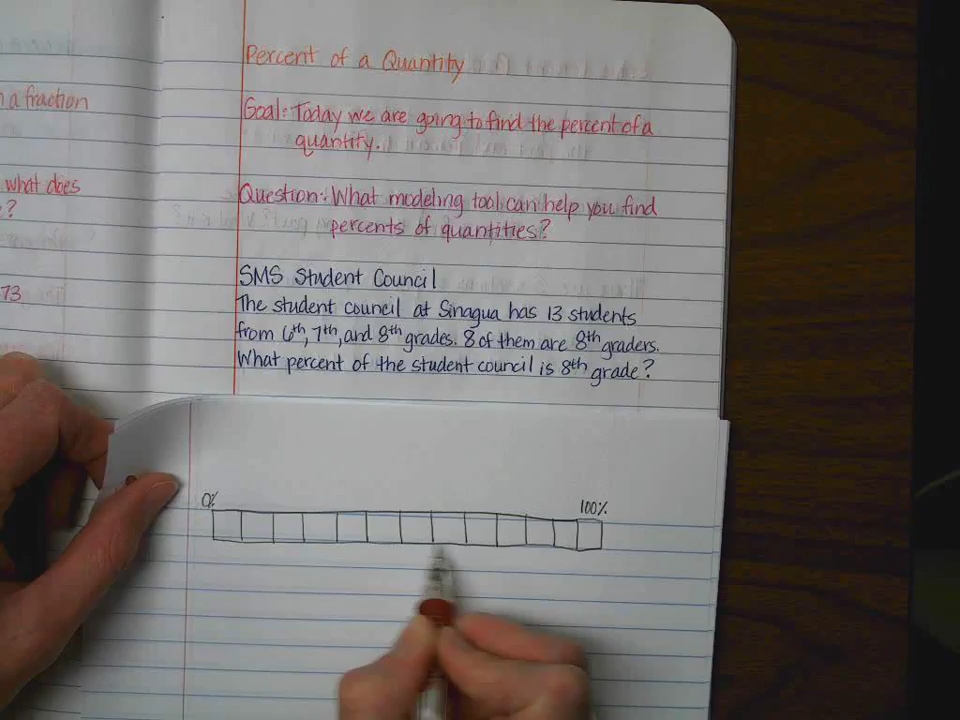 Percent of a Quantity
n a fraction
Goal: Today we are going to find the percent of a
quantity.
what does
?
Question: What modeling tool can help you find
percents of quantities?
SMS Student Council
73
The student council at Sinagua has 13 students
from 6th, 7th, and 8th grades. 8 of them are 8th graders.
What percent of the student council is 8th grade?
0%
100%